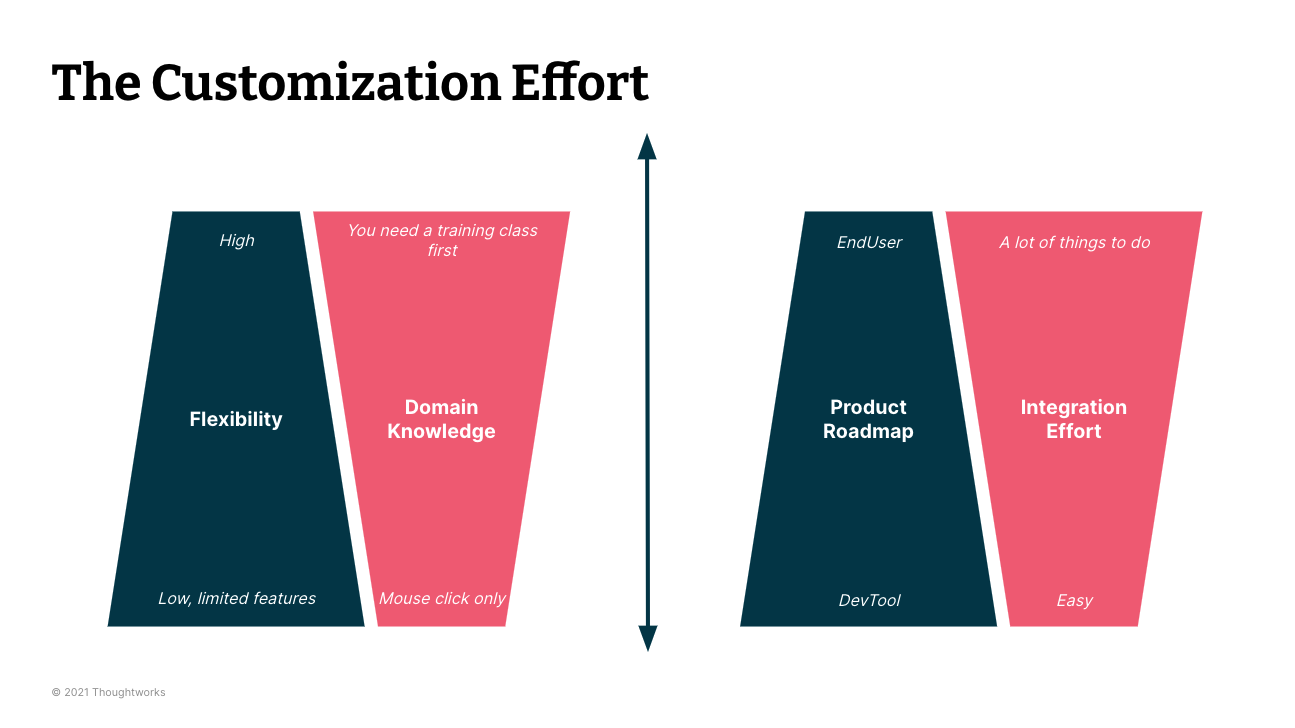 The Customization Effort
High
You need a training class
first
Flexibility
Domain
Knowledge
Low, limited features
Mouse click only
EndUser
A lot of things to do
Product
Roadmap
Integration
Effort
DevTool
Easy
© 2021 Thoughtworks